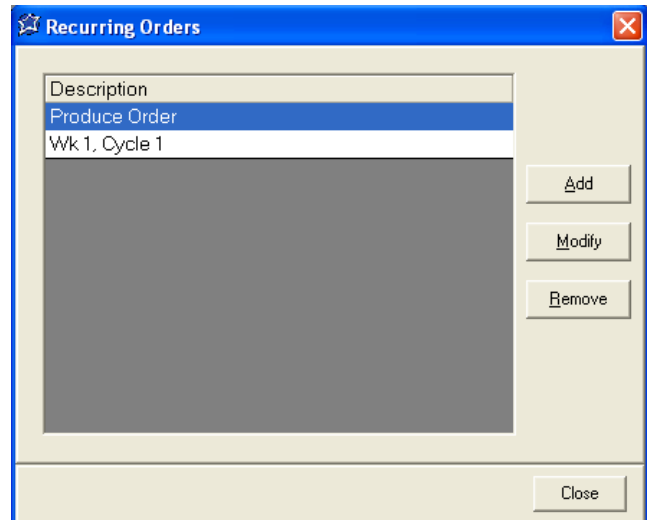 Recurring Orders
Description
Produce Order
Wk 1, Cycle 1
Add
Modify
Remove
Close